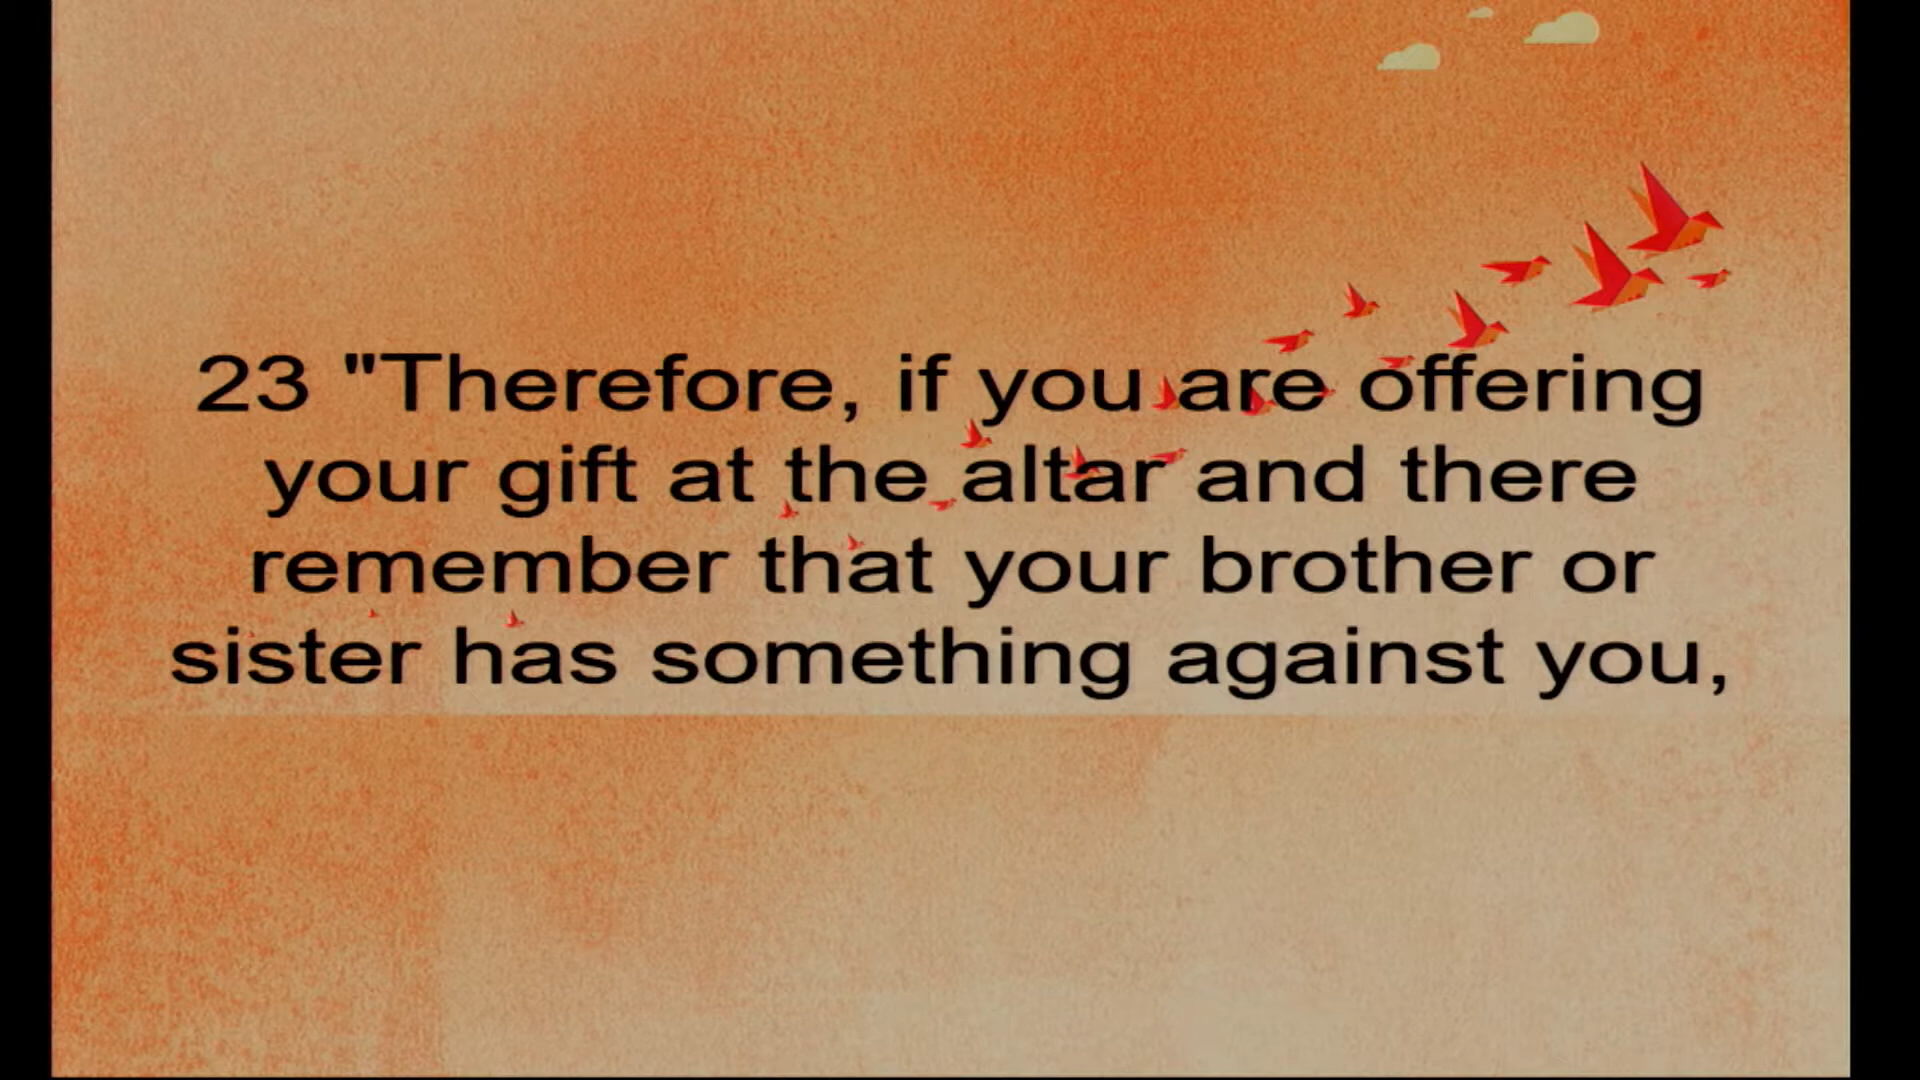 23 "Therefore, if you are offering
your gift at the altar and there
remember that your brother or
sister has something against you,